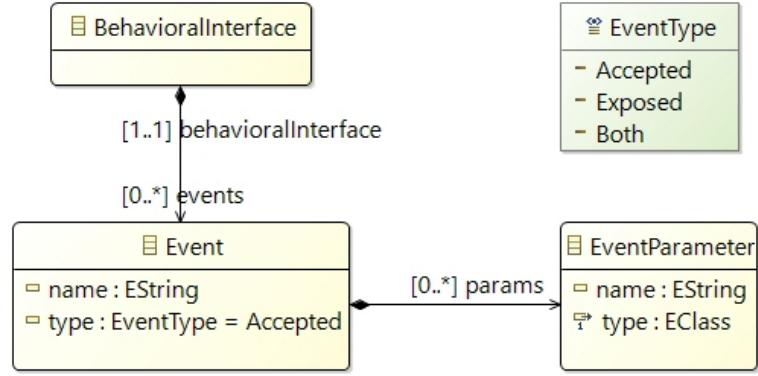 BehavioralInterface
EventType
Accepted
Exposed
Both
[1..1] behavioralInterface
[0..*] events
Event
name : EString
type : EventType = Accepted
[0..*] params
EventParameter
name : EString
type : EClass